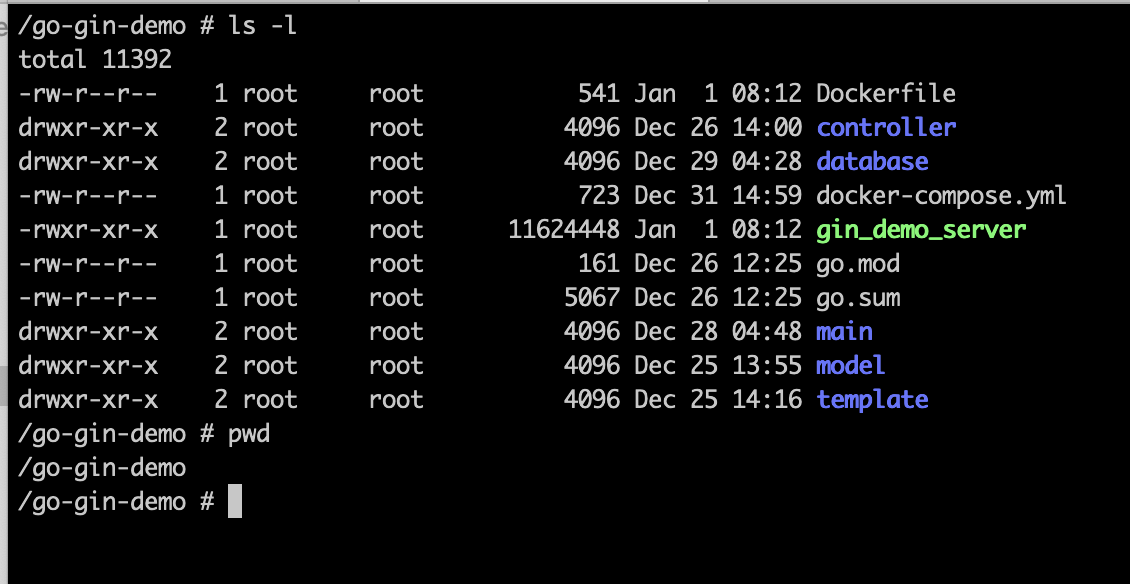 /go-gin-demo # ls -l
total 11392
-rw-r--r--    1 root     root           541 Jan  1 08:12 Dockerfile
drwxr-xr-x    2 root     root          4096 Dec 26 14:00 controller
drwxr-xr-x    2 root     root          4096 Dec 29 04:28 database
-rw-r--r--    1 root     root           723 Dec 31 14:59 docker-compose.yml
-rwxr-xr-x    1 root     root      11624448 Jan  1 08:12 gin_demo_server
-rw-r--r--    1 root     root           161 Dec 26 12:25 go.mod
-rw-r--r--    1 root     root          5067 Dec 26 12:25 go.sum
drwxr-xr-x    2 root     root          4096 Dec 28 04:48 main
drwxr-xr-x    2 root     root          4096 Dec 25 13:55 model
drwxr-xr-x    2 root     root          4096 Dec 25 14:16 template
/go-gin-demo # pwd
/go-gin-demo
/go-gin-demo #